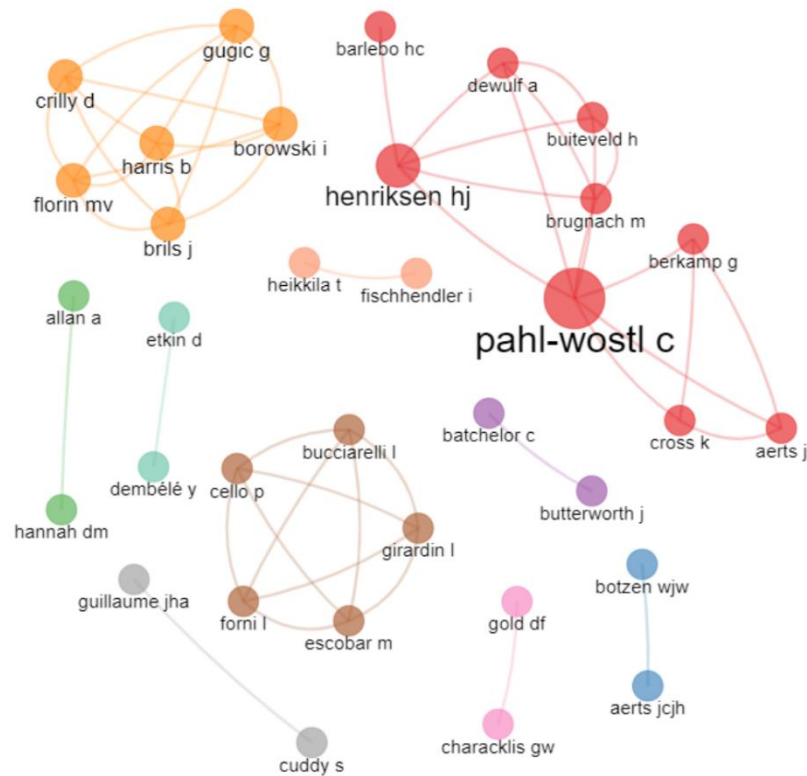 gugic g
barlebo hc
crilly d
dewulf a
buiteveld h
harris b
borowski i
florin mv
henriksen hj
brugnach m
brils j
berkamp g
heikkila t
fischhendler i
allan a
etkin d
pahl-wostl c
batchelor c
bucciarelli l
cross k
aerts j
cello p
dembélé y
butterworth j
hannah dm
girardin l
guillaume jha
forni l
escobar m
botzen wjw
gold df
characklis gw
aerts jcjh
cuddy s